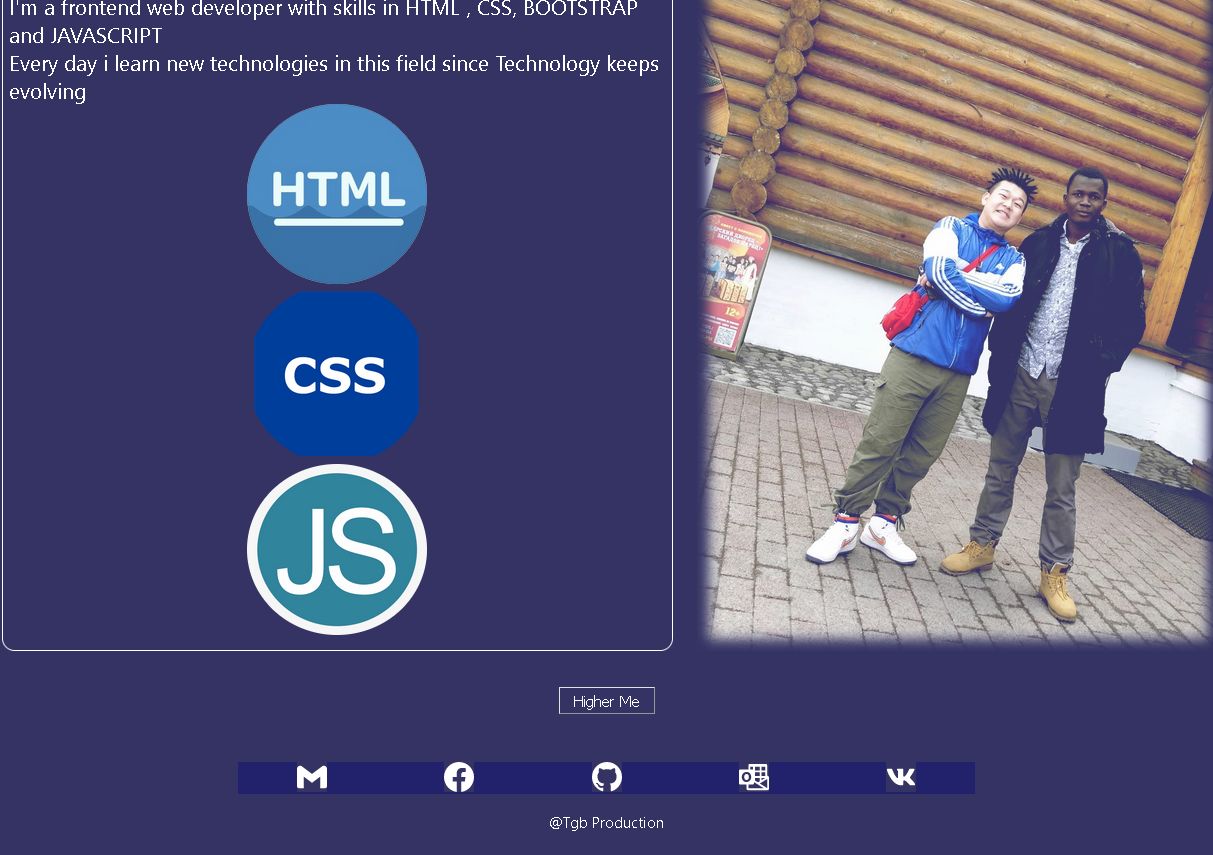 I'm a frontend web developer with skills in HTML , CSS, BOOTSTRAP
and JAVASCRIPT
Every day i learn new technologies in this field since Technology keeps
evolving
HTML
CSS
JS
12+
Higher Me
@Tgb Production